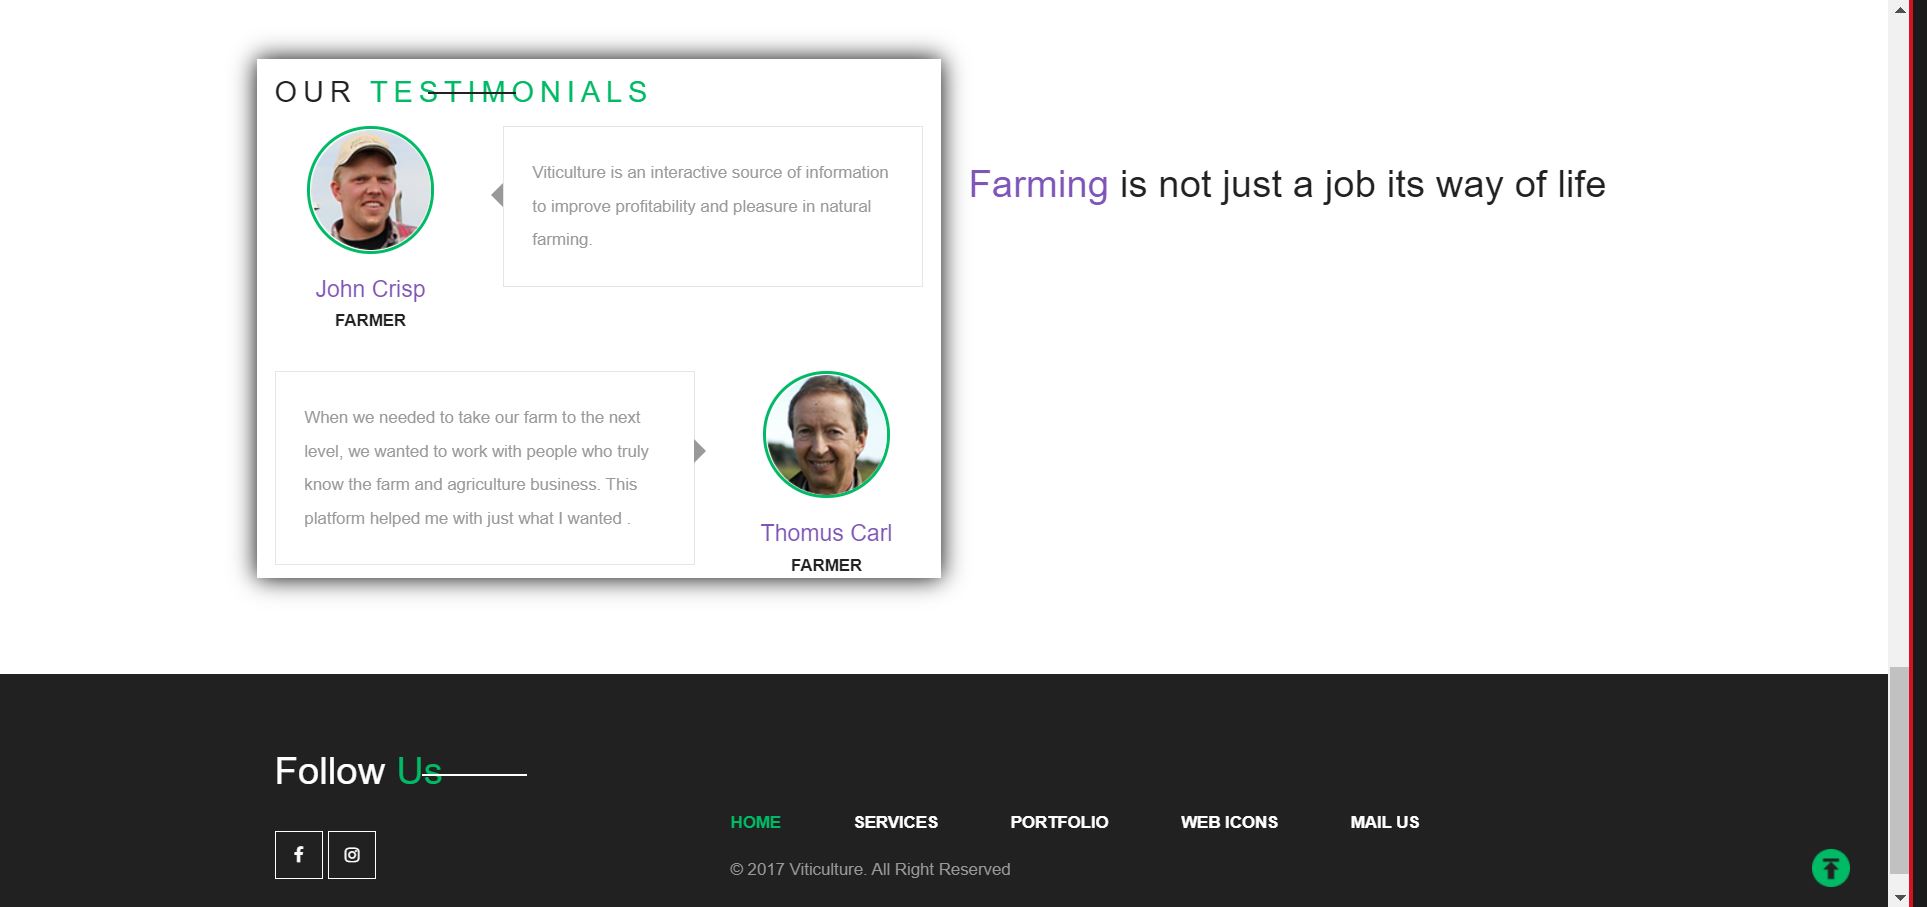 OUR TESTIMONIALS
Viticulture is an interactive source of information
to improve profitability and pleasure in natural
farming.
John Crisp
FARMER
Farming is not just a job its way of life
When we needed to take our farm to the next
level, we wanted to work with people who truly
know the farm and agriculture business. This
platform helped me with just what I wanted .
Thomus Carl
FARMER
Follow Us
HOME SERVICES PORTFOLIO WEB ICONS MAIL US
© 2017 Viticulture. All Right Reserved